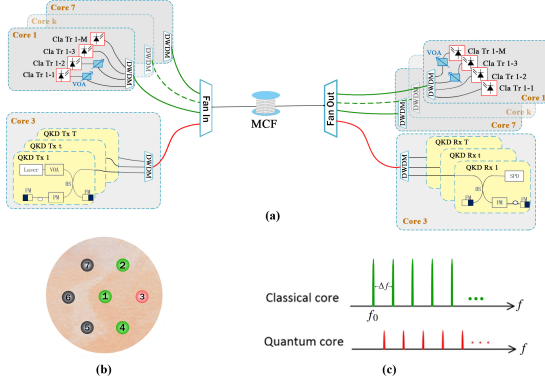 Core 7
Core k
Core 1
Cla Tr 1-M
Cla Tr 1-3
Cla Tr 1-2
Cla Tr 1-1
VOA
DWDM
DWDM
Fan In
MCF
Fan Out
VOA
Cla Tr 1-M
Cla Tr 1-3
Cla Tr 1-2
Cla Tr 1-1
DWDM
DWDM
Core 1
Core k
Core 7
Core 3
QKD Tx T
QKD Tx t
QKD Tx 1
Laser
VOA
BS
FM
PM
FM
DWDM
DWDM
QKD Rx T
QKD Rx t
QKD Rx 1
SPD
BS
FM
PM
FM
Core 3
(a)
7
2
6
1
3
5
4
(b)
Classical core
Δf
f0
f
Quantum core
f
(c)